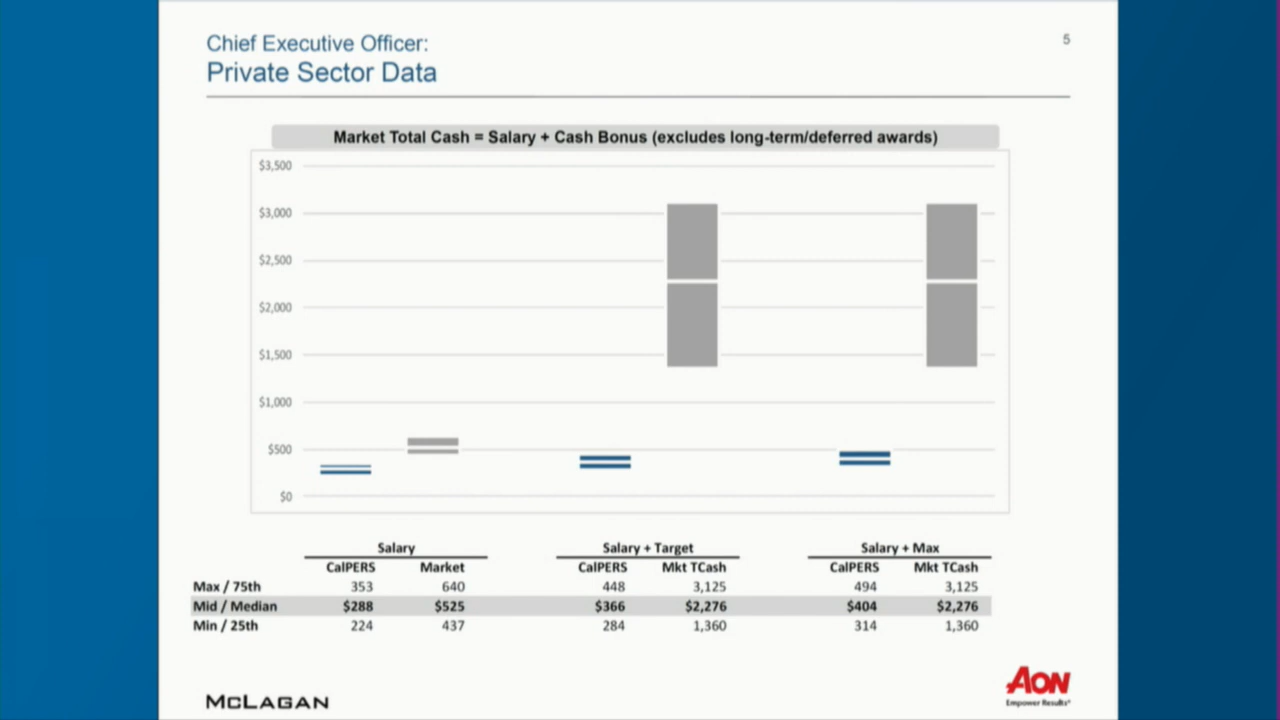 Chief Executive Officer:
5
Private Sector Data
Market Total Cash = Salary + Cash Bonus (excludes long-term/deferred awards)
$3,500
$3,000
$2,500
$2,000
$1,500
$1,000
$500
$0
Salary Salary + Target Salary + Max
CalPERS Market CalPERS Mkt TCash CalPERS Mkt TCash
Max / 75th 353 640 448 3,125 494 3,125
Mid / Median $288 $525 $366 $2,276 $404 $2,276
Min / 25th 224 437 284 1,360 314 1,360
McLAGAN
AON
Empower Results®